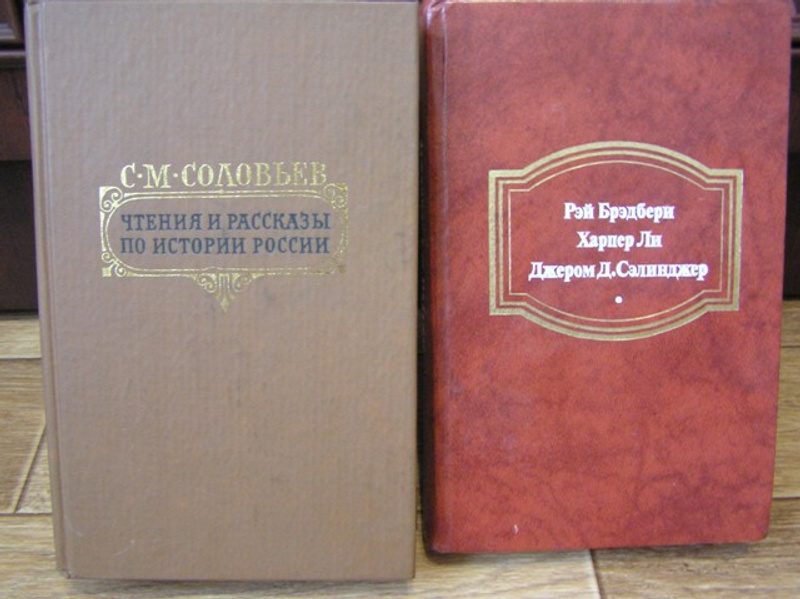 С·М·СОЛОВЬЕВ
ЧТЕНИЯ И РАССКАЗЫ
ПО ИСТОРИИ РОССИИ
Рэй Брэдбери
Харпер Ли
Джером Д.Сэлинджер